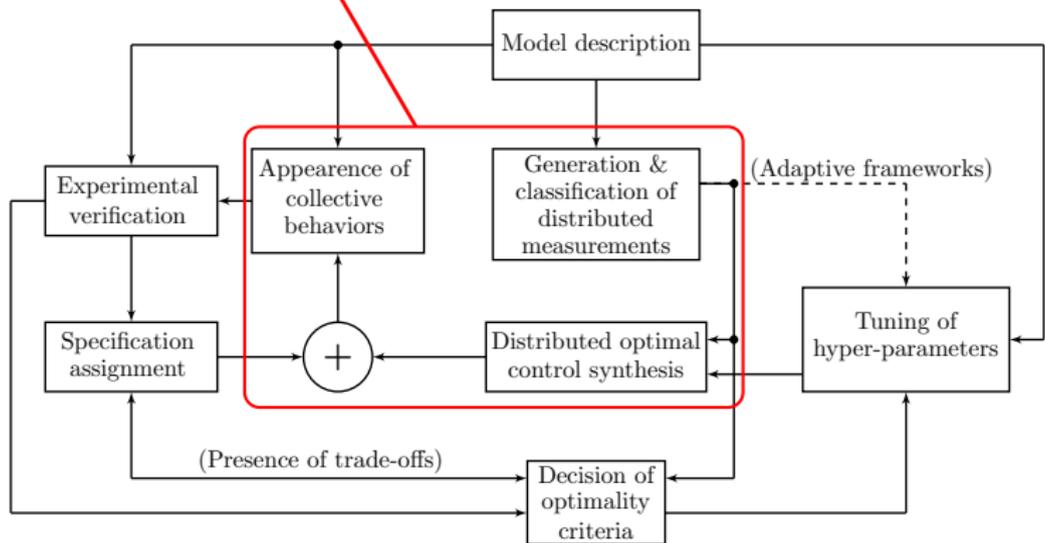 Model description
Appearence of
collective
behaviors
Generation &
classification of
distributed
measurements
(Adaptive frameworks)
Experimental
verification
Specification
assignment
+
Distributed optimal
control synthesis
Tuning of
hyper-parameters
(Presence of trade-offs)
Decision of
optimality
criteria